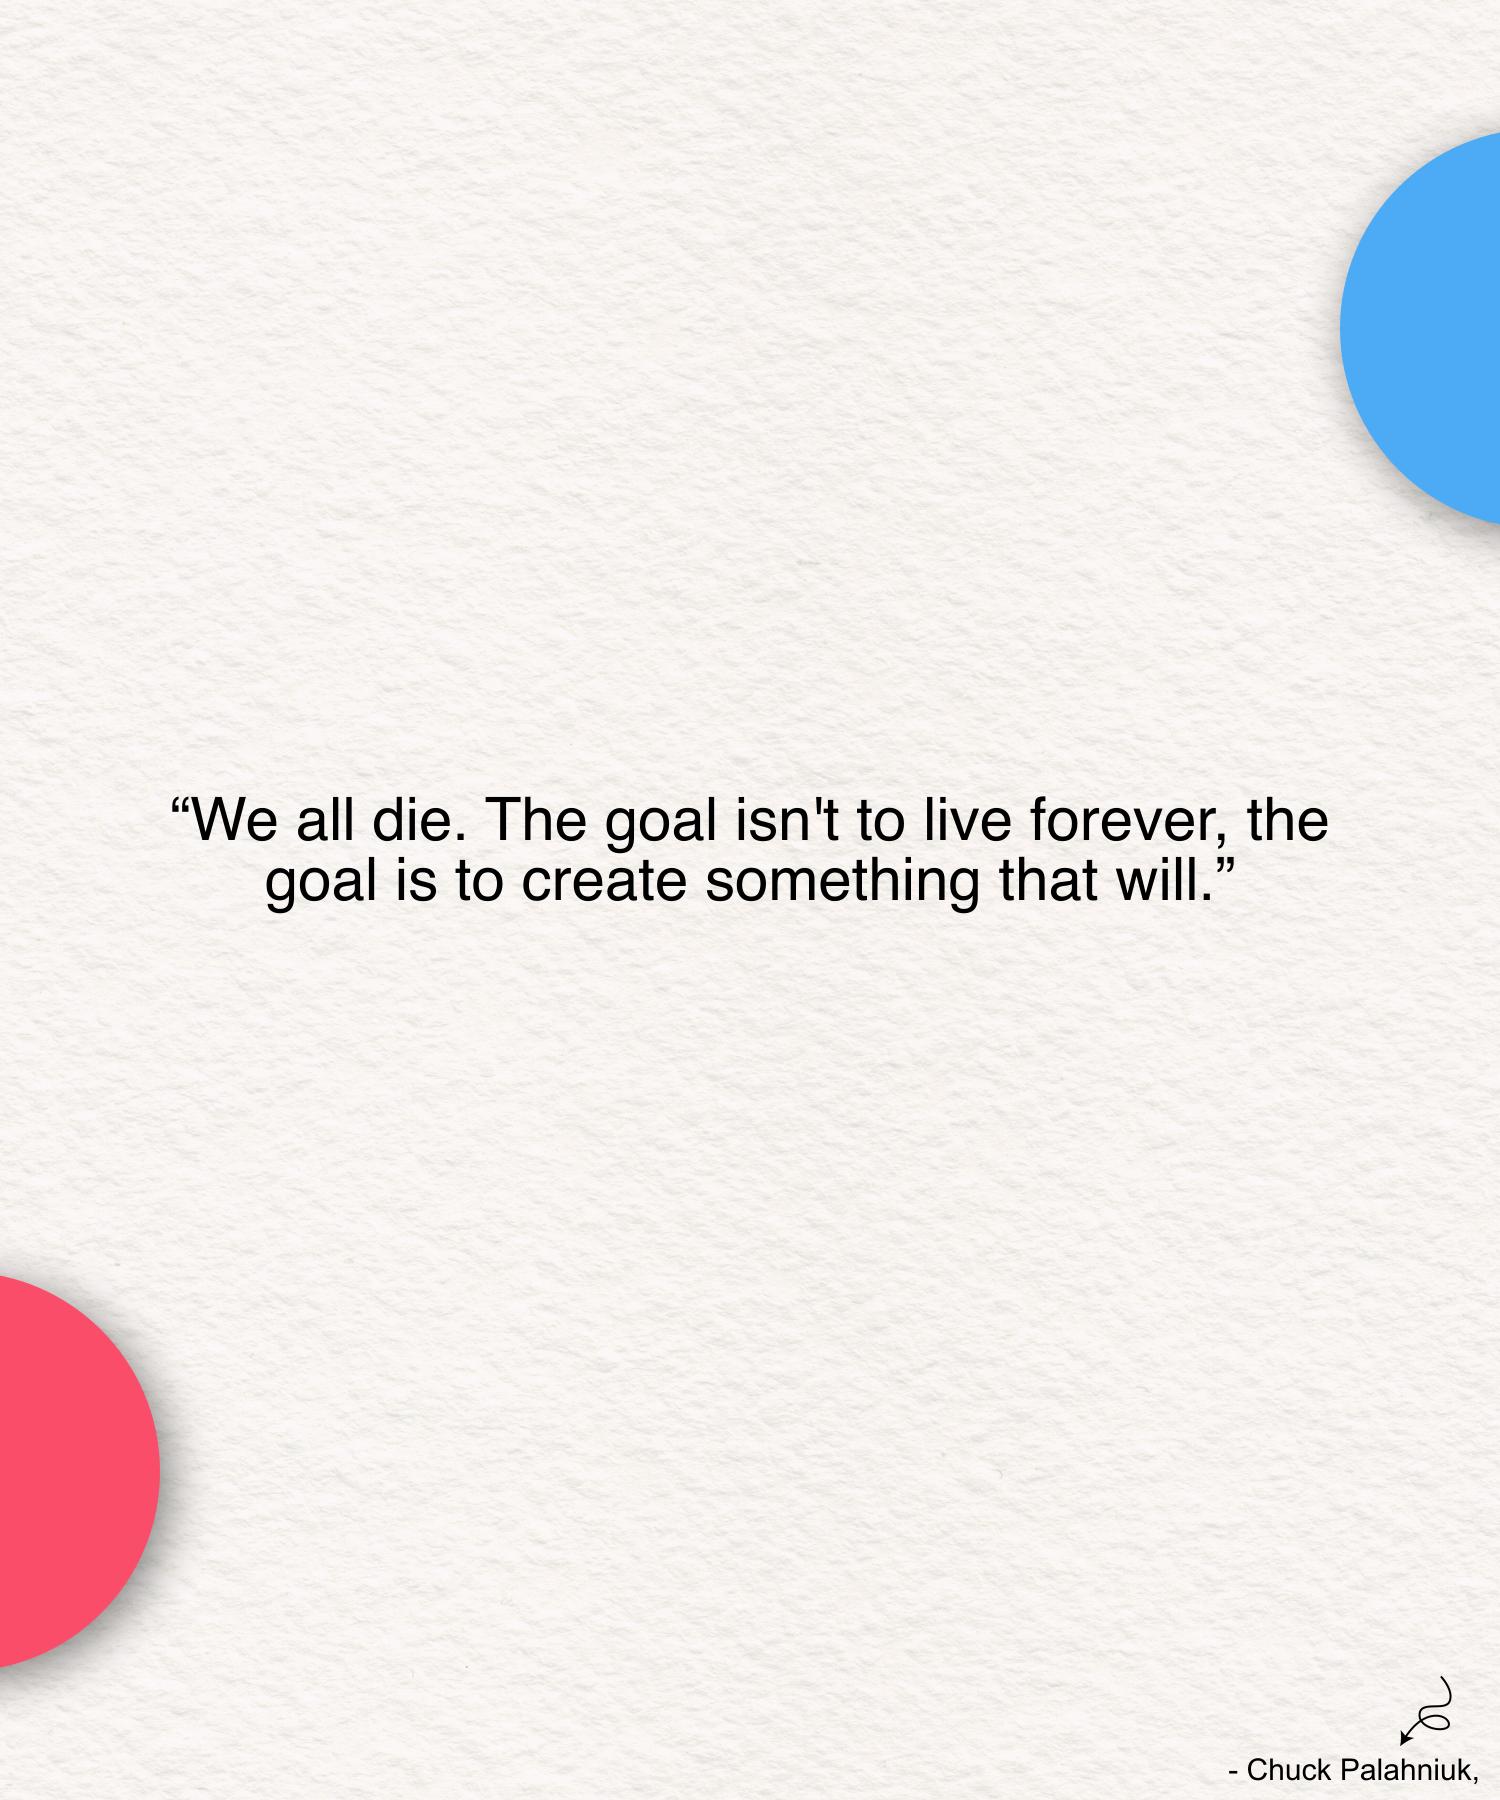 “We all die. The goal isn't to live forever, the
goal is to create something that will.”
- Chuck Palahniuk,